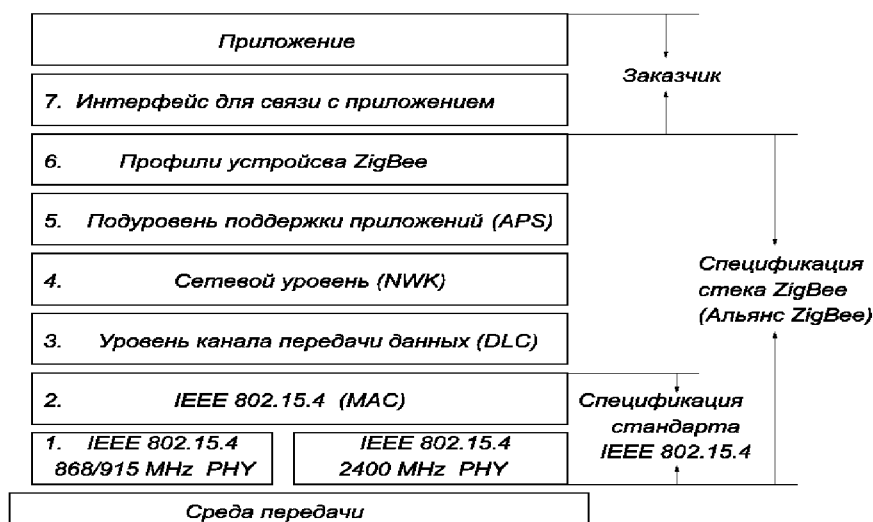 Приложение
Заказчик
7. Интерфейс для связи с приложением
6. Профили устройсва ZigBee
5. Подуровень поддержки приложений (APS)
4. Сетевой уровень (NWK)
Спецификация
стека ZigBee
(Альянс ZigBee)
3. Уровень канала передачи данных (DLC)
2. IEEE 802.15.4 (MAC)
Спецификация
стандарта
IEEE 802.15.4
1. IEEE 802.15.4
868/915 MHz PHY
IEEE 802.15.4
2400 MHz PHY
Среда передачи